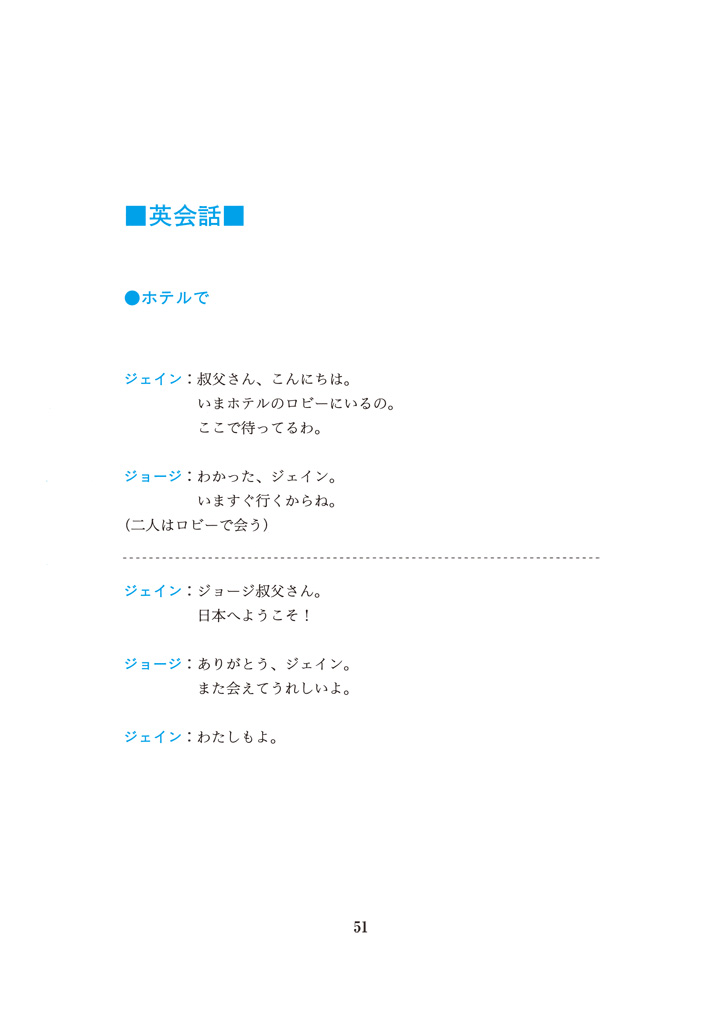 ■英会話■
●ホテルで
ジェイン：叔父さん、こんにちは。
いまホテルのロビーにいるの。
ここで待ってるわ。
ジョージ：わかった、ジェイン。
いますぐ行くからね。
（二人はロビーで会う）
ジェイン：ジョージ叔父さん。
日本へようこそ！
ジョージ：ありがとう、ジェイン。
また会えてうれしいよ。
ジェイン：わたしもよ。
51